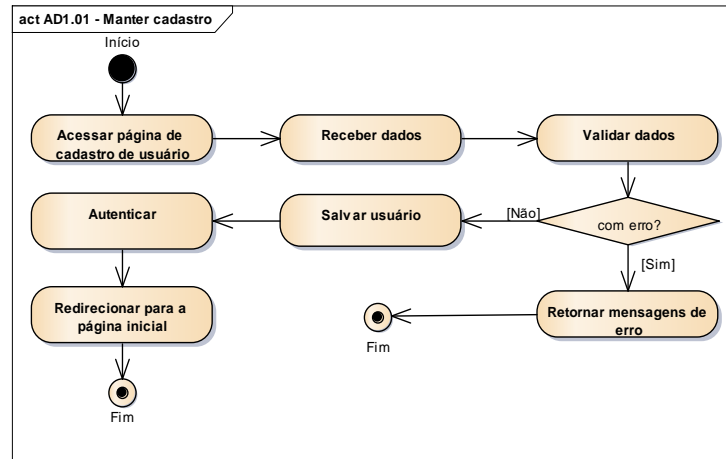 act AD1.01 - Manter cadastro
Início
Acessar página de
cadastro de usuário
Receber dados
Validar dados
com erro?
[Não]
[Sim]
Salvar usuário
Autenticar
Redirecionar para a
página inicial
Fim
Retornar mensagens de
erro
Fim